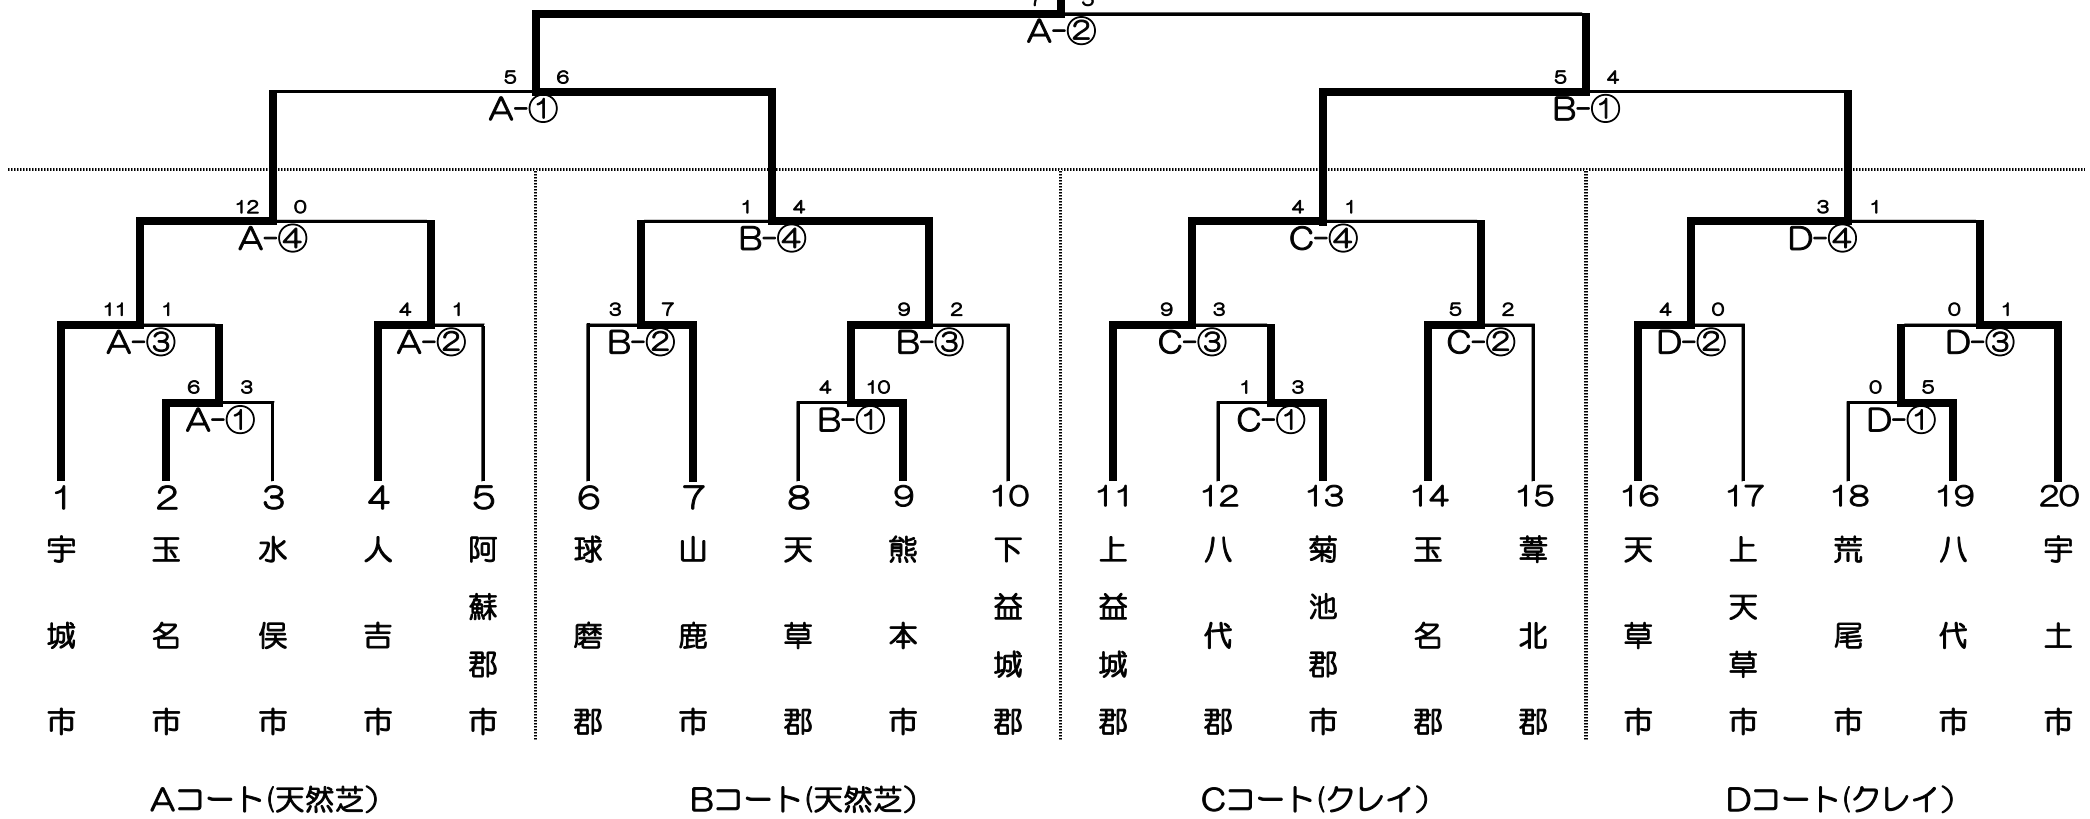 A-②
5 6
A-①
5 4
B-①
12 0
A-④
1 4
B-④
4 1
C-④
3 1
D-④
11 1
A-③
4 1
A-②
3 7
B-②
9 2
B-③
9 3
C-③
5 2
C-②
4 0
D-②
0 1
D-③
6 3
A-①
4 10
B-①
1 3
C-①
0 5
D-①
1 2 3 4 5 6 7 8 9 10 11 12 13 14 15 16 17 18 19 20
宇城市
玉名市
水俣市
人吉市
阿蘇郡市
球磨郡
山鹿市
天草郡
熊本市
下益城郡
上益城郡
八代郡
菊池郡市
玉名郡
葦北郡
天草市
上天草市
荒尾市
八代市
宇土市
Aコート(天然芝)
Bコート(天然芝)
Cコート(クレイ)
Dコート(クレイ)